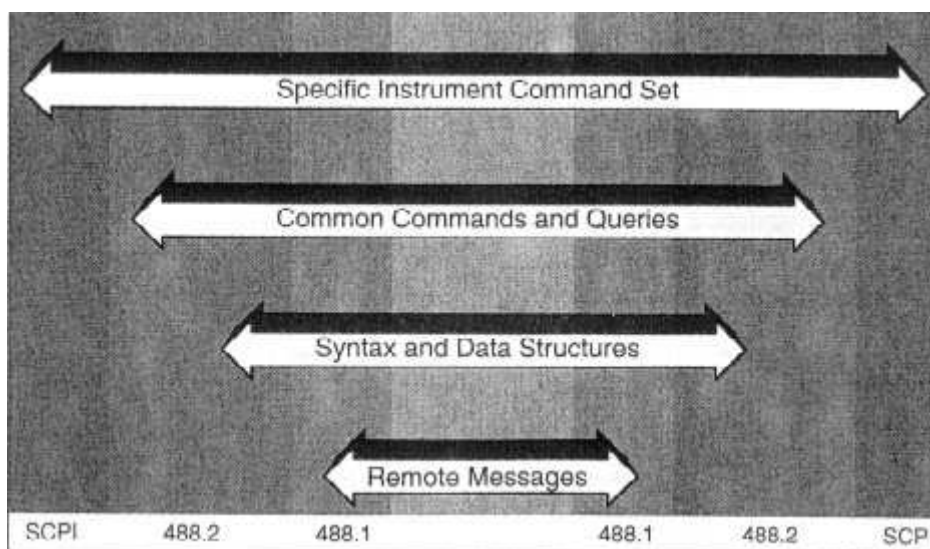 Specific Instrument Command Set
Common Commands and Queries
Syntax and Data Structures
Remote Messages
SCPI 488.2 488.1 488.1 488.2 SCP